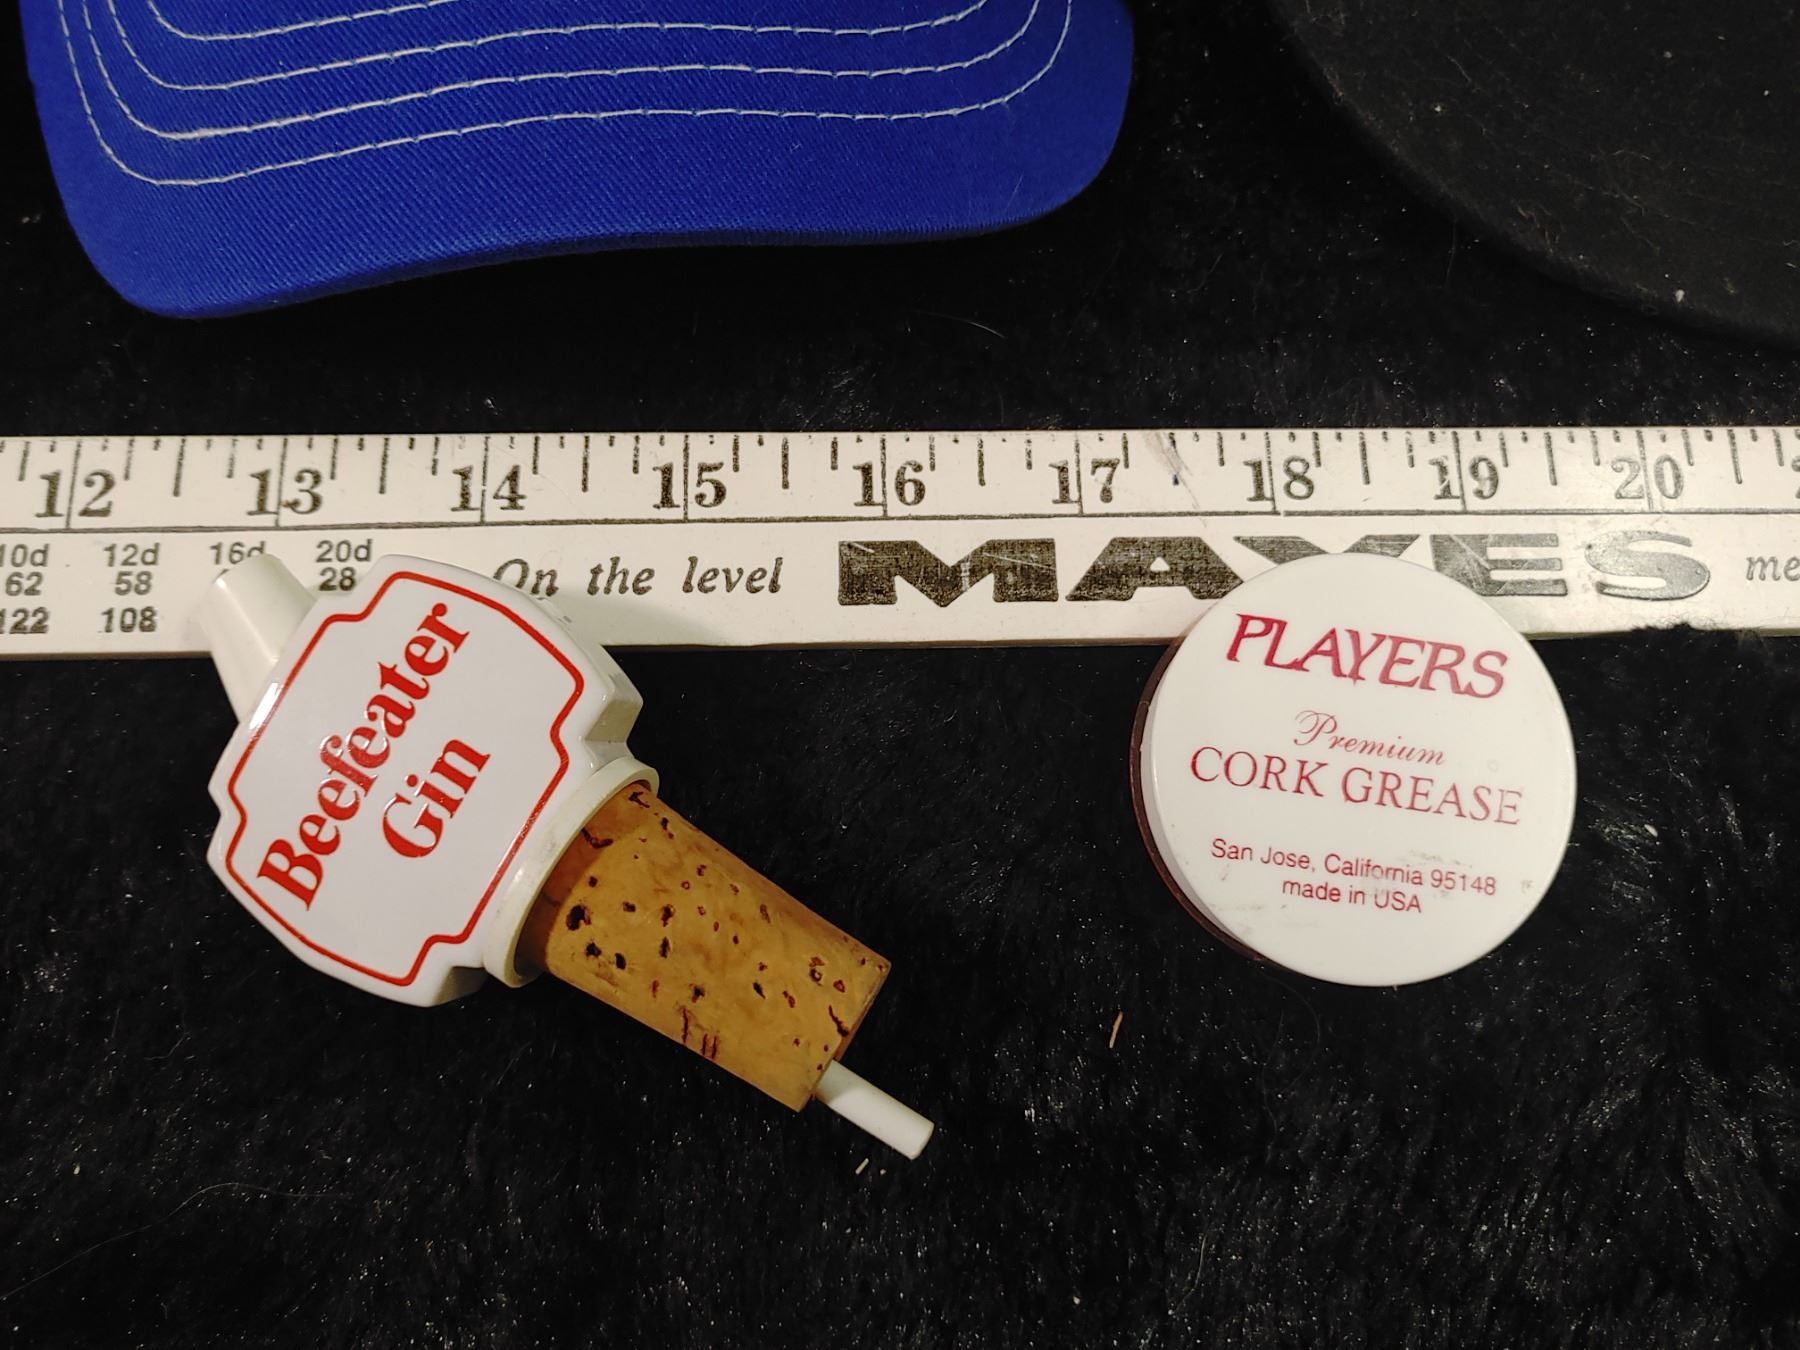 12 13 14 15 16 17 18 19 20
10d 12d 16d 20d
62 58 28
122 108
On the level MAYES me
Beefeater
Gin
PLAYERS
Premium
CORK GREASE
San Jose, California 95148
made in USA